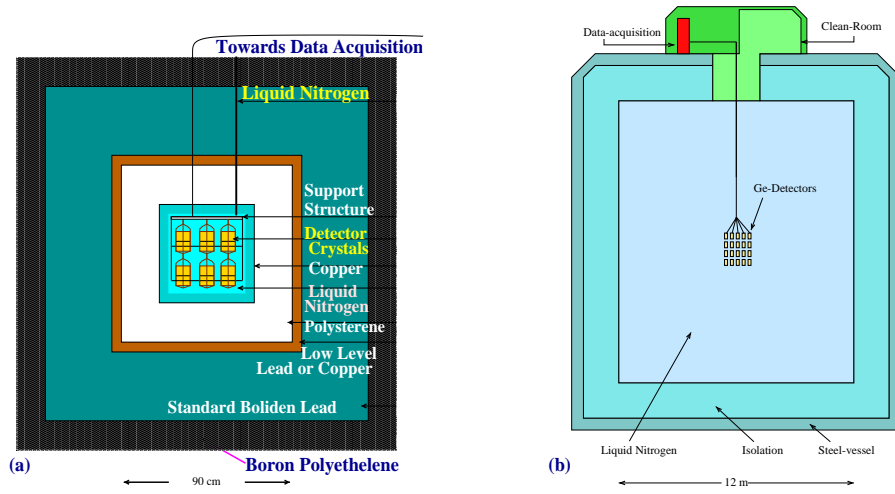 Towards Data Acquisition
Liquid Nitrogen
Support
Structure
Detector
Crystals
Copper
Liquid
Nitrogen
Polysterene
Low Level
Lead or Copper
Standard Boliden Lead
Boron Polyethelene
(a)
90 cm
Data-acquisition
Clean-Room
Ge-Detectors
Liquid Nitrogen
Isolation
Steel-vessel
(b)
12 m